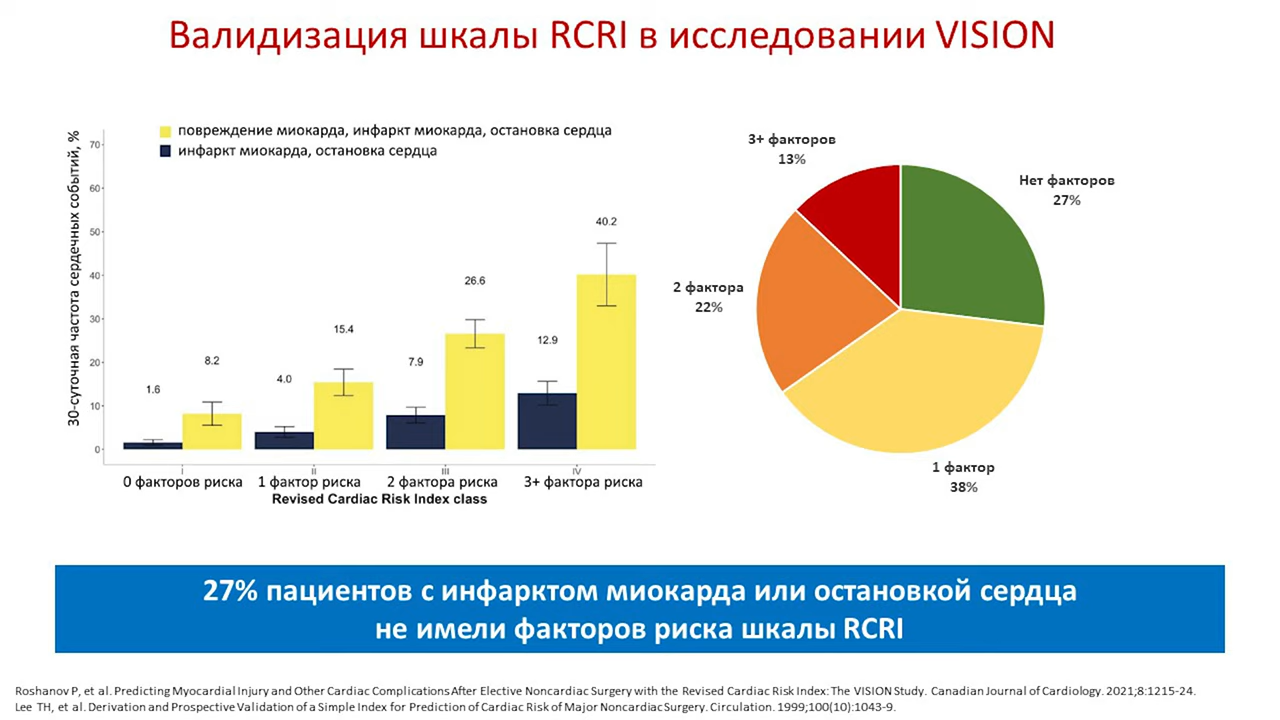 Валидизация шкалы RCRI в исследовании VISION
30-суточная частота сердечных событий, %
повреждение миокарда, инфаркт миокарда, остановка сердца
инфаркт миокарда, остановка сердца
70
60
50
40
30
20
10
0
1.6
8.2
4.0
15.4
7.9
26.6
12.9
40.2
I
II
III
IV
0 факторов риска
1 фактор риска
2 фактора риска
3+ фактора риска
Revised Cardiac Risk Index class
3+ факторов
13%
Нет факторов
27%
2 фактора
22%
1 фактор
38%
27% пациентов с инфарктом миокарда или остановкой сердца
не имели факторов риска шкалы RCRI
Roshanov P, et al. Predicting Myocardial Injury and Other Cardiac Complications After Elective Noncardiac Surgery with the Revised Cardiac Risk Index: The VISION Study. Canadian Journal of Cardiology. 2021;8:1215-24.
Lee TH, et al. Derivation and Prospective Validation of a Simple Index for Prediction of Cardiac Risk of Major Noncardiac Surgery. Circulation. 1999;100(10):1043-9.